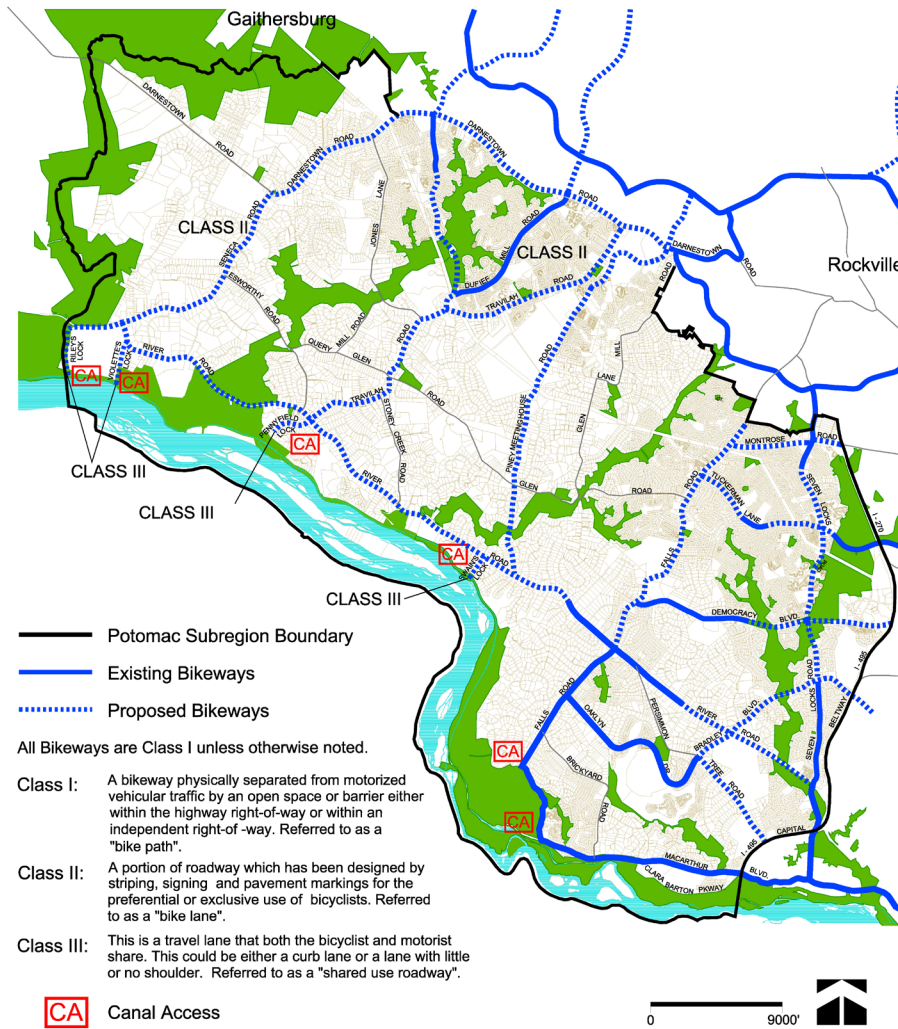 Gaithersburg
DARNESTOWN
ROAD
DARNESTOWN
ROAD
DARNESTOWN
ROAD
JONES
LANE
CLASS II
SENECA
ROAD
DUFIEF
MILL
ROAD
CLASS II
DARNESTOWN
ROAD
ROAD
Rockville
ESWORTHY
ROAD
TRAVILAH
ROAD
RILEY'S
LOCK
VIOLETTE'S
LOCK
RIVER
ROAD
QUERY
MILL
ROAD
GLEN
ROAD
ROAD
CA
CA
TRAVILAH
ROAD
GLEN
MILL
LANE
PINEY MEETING HOUSE
ROAD
PENNYFIELD
LOCK
CA
STONEY
CREEK
ROAD
GLEN
ROAD
MONTROSE
ROAD
CLASS III
CLASS III
RIVER
ROAD
TUCKERMAN
LANE
SEVEN
LOCKS
I - 270
CA
SWAIN'S
LOCK
CLASS III
FALLS
ROAD
DEMOCRACY
BLVD.
Potomac Subregion Boundary
Existing Bikeways
Proposed Bikeways
FALLS
ROAD
OAKLYN
DR
PERSIMMON
TREE
ROAD
RIVER
ROAD
BRADLEY
BLVD.
ROAD
SEVEN
LOCKS
I - 495
BELTWAY
CAPITAL
I - 495
CA
BRICKYARD
ROAD
CA
MACARTHUR
BLVD.
CLARA
BARTON
PKWAY
All Bikeways are Class I unless otherwise noted.
Class I: A bikeway physically separated from motorized
vehicular traffic by an open space or barrier either
within the highway right-of-way or within an
independent right-of -way. Referred to as a
"bike path".
Class II: A portion of roadway which has been designed by
striping, signing and pavement markings for the
preferential or exclusive use of bicyclists. Referred
to as a "bike lane".
Class III: This is a travel lane that both the bicyclist and motorist
share. This could be either a curb lane or a lane with little
or no shoulder. Referred to as a "shared use roadway".
CA Canal Access
0 9000'